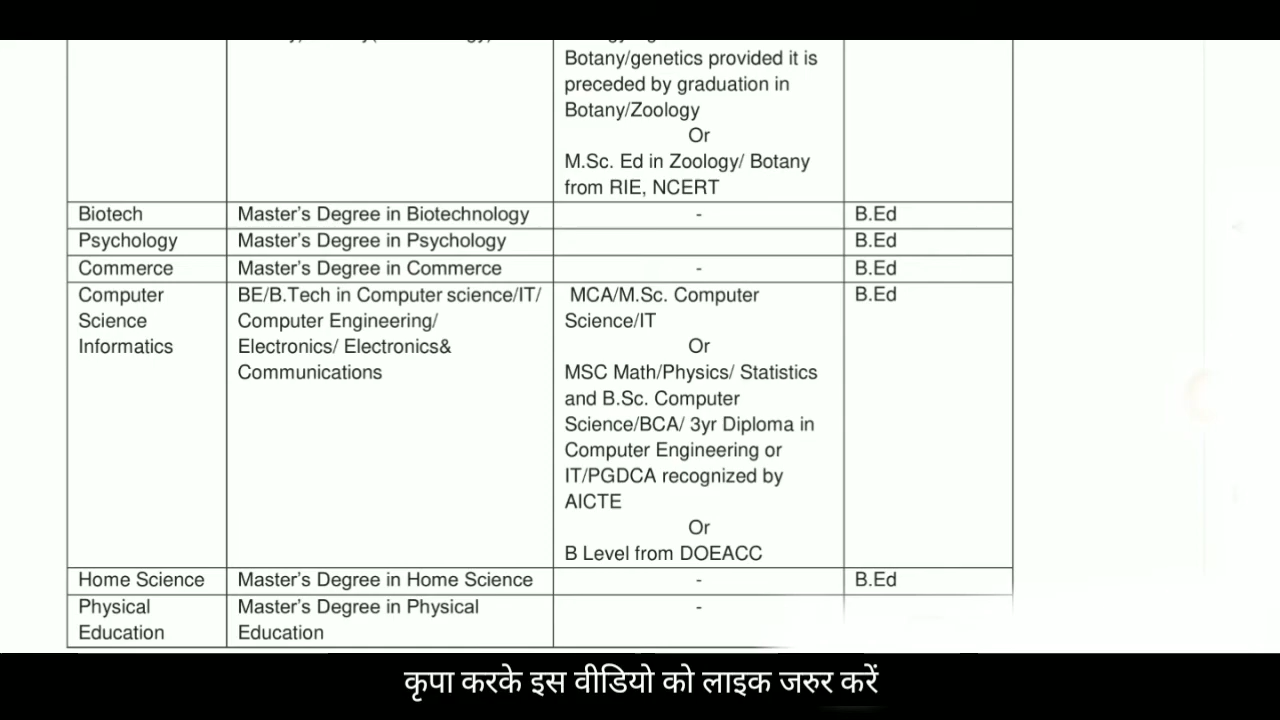 Botany/genetics provided it is
preceded by graduation in
Botany/Zoology
Or
M.Sc. Ed in Zoology/ Botany
from RIE, NCERT
Biotech Master's Degree in Biotechnology - B.Ed
Psychology Master's Degree in Psychology B.Ed
Commerce Master's Degree in Commerce - B.Ed
Computer Science Informatics
BE/B.Tech in Computer science/IT/
Computer Engineering/
Electronics/ Electronics&
Communications
MCA/M.Sc. Computer
Science/IT
Or
MSC Math/Physics/ Statistics
and B.Sc. Computer
Science/BCA/ 3yr Diploma in
Computer Engineering or
IT/PGDCA recognized by
AICTE
Or
B Level from DOEACC
B.Ed
Home Science Master's Degree in Home Science - B.Ed
Physical Education
Master's Degree in Physical
Education
-
कृपा करके इस वीडियो को लाइक जरुर करें